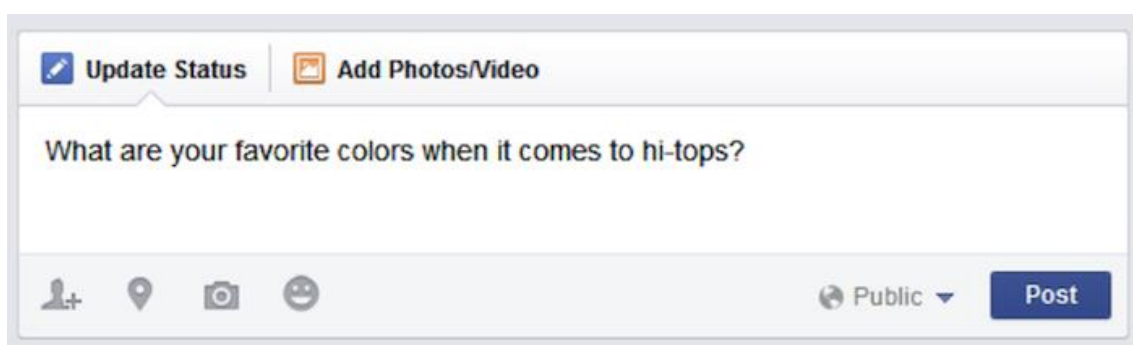 Update Status Add Photos/Video
What are your favorite colors when it comes to hi-tops?
Public Post